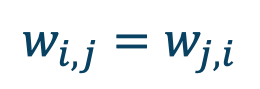 w_{i,j} = w_{j,i}